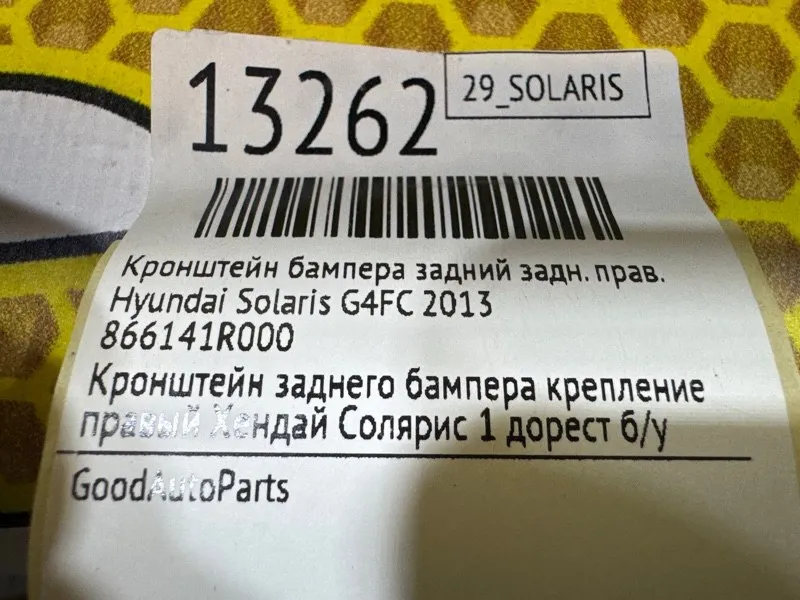 13262
29_SOLARIS
Кронштейн бампера задний задн. прав.
Hyundai Solaris G4FC 2013
866141R000
Кронштейн заднего бампера крепление
правый Хендай Солярис 1 дорест б/у
GoodAutoParts